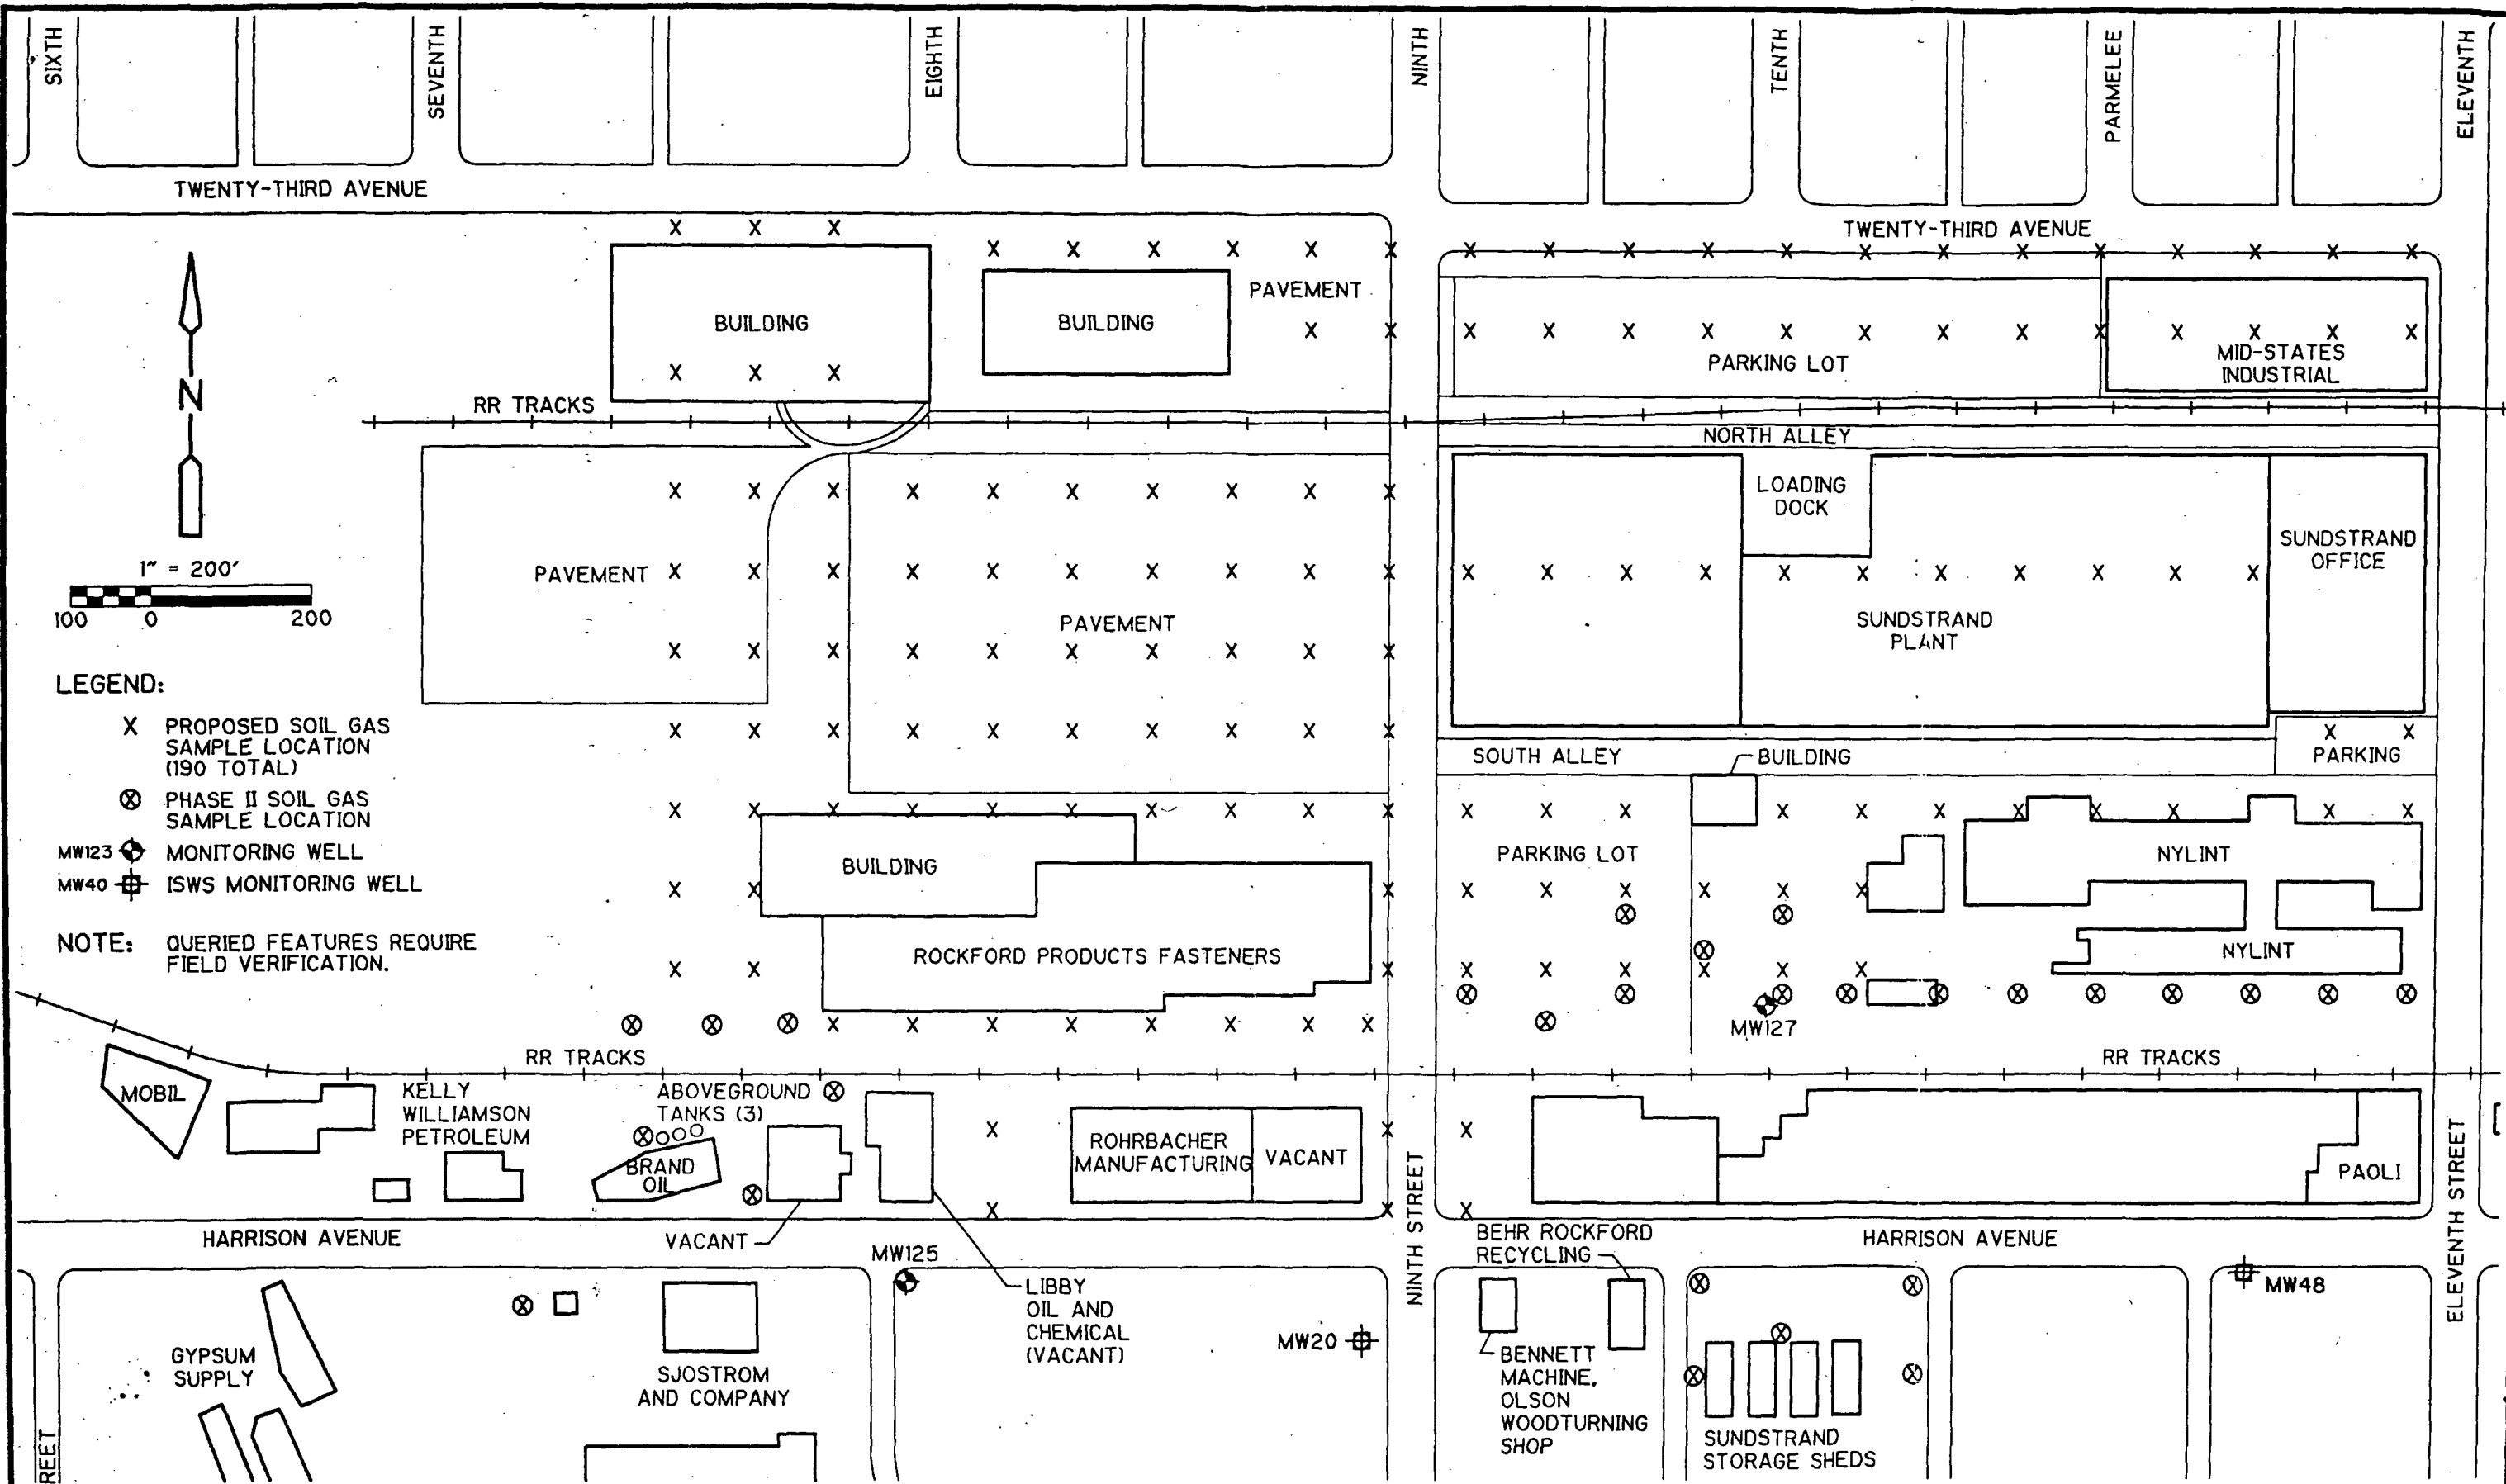 SIXTH
SEVENTH
EIGHTH
NINTH
TENTH
PARMELEE
ELEVENTH
TWENTY-THIRD AVENUE
TWENTY-THIRD AVENUE
BUILDING
BUILDING
PAVEMENT
PARKING LOT
MID-STATES
INDUSTRIAL
N
RR TRACKS
NORTH ALLEY
1" = 200'
100 0 200
PAVEMENT
PAVEMENT
LOADING
DOCK
SUNDSTRAND
OFFICE
SUNDSTRAND
PLANT
LEGEND:
X PROPOSED SOIL GAS
SAMPLE LOCATION
(190 TOTAL)
PHASE II SOIL GAS
SAMPLE LOCATION
MW123 MONITORING WELL
MW40 ISWS MONITORING WELL
NOTE: QUERIED FEATURES REQUIRE
FIELD VERIFICATION.
SOUTH ALLEY
BUILDING
PARKING
BUILDING
PARKING LOT
NYLINT
ROCKFORD PRODUCTS FASTENERS
NYLINT
MW127
RR TRACKS
RR TRACKS
MOBIL
KELLY
WILLIAMSON
PETROLEUM
ABOVEGROUND
TANKS (3)
BRAND
OIL
ROHRBACHER
MANUFACTURING
VACANT
PAOLI
NINTH STREET
ELEVENTH STREET
HARRISON AVENUE
VACANT
MW125
BEHR ROCKFORD
RECYCLING
HARRISON AVENUE
LIBBY
OIL AND
CHEMICAL
(VACANT)
MW20
MW48
GYPSUM
SUPPLY
SJOSTROM
AND COMPANY
BENNETT
MACHINE,
OLSON
WOODTURNING
SHOP
SUNDSTRAND
STORAGE SHEDS
REET